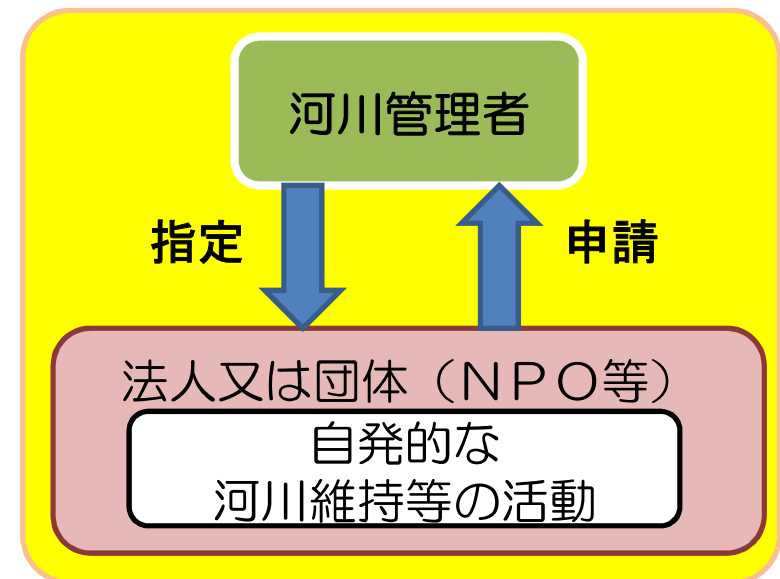 河川管理者
指定
申請
法人又は団体（ＮＰＯ等）
自発的な
河川維持等の活動